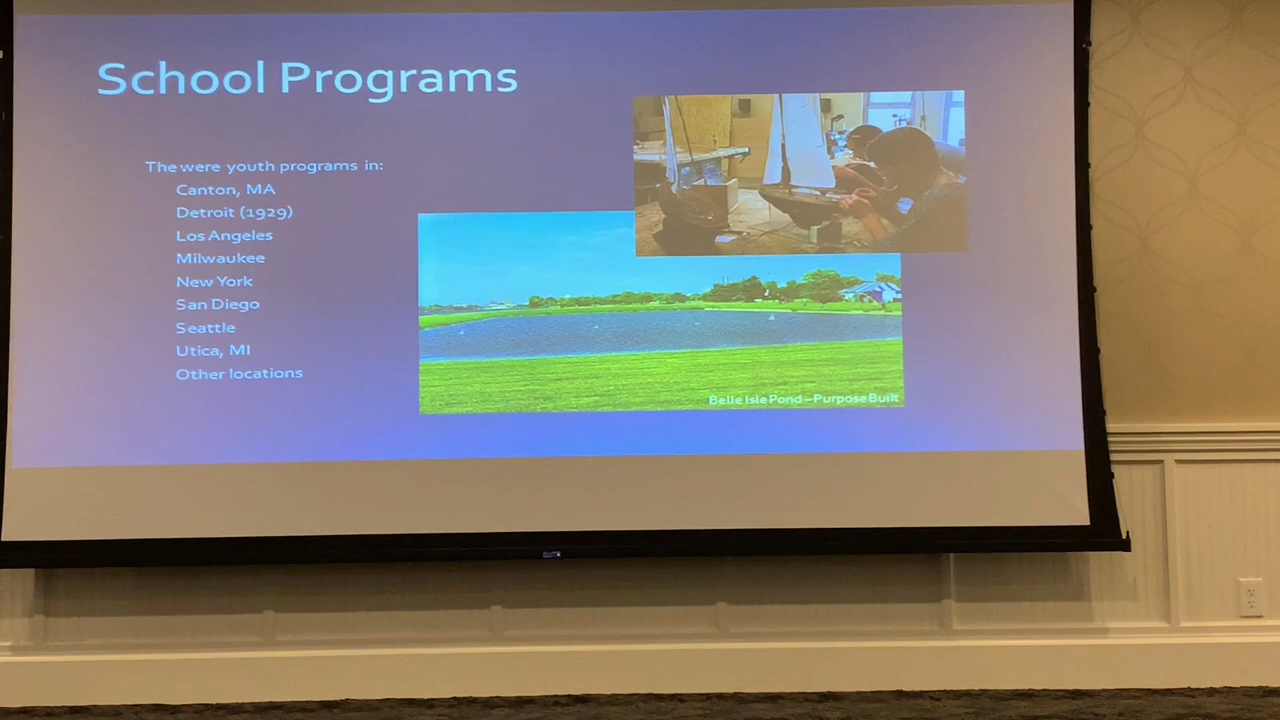 School Programs
The were youth programs in:
Canton, MA
Detroit (1929)
Los Angeles
Milwaukee
New York
San Diego
Seattle
Utica, MI
Other locations
Belle Isle Pond – Purpose Built